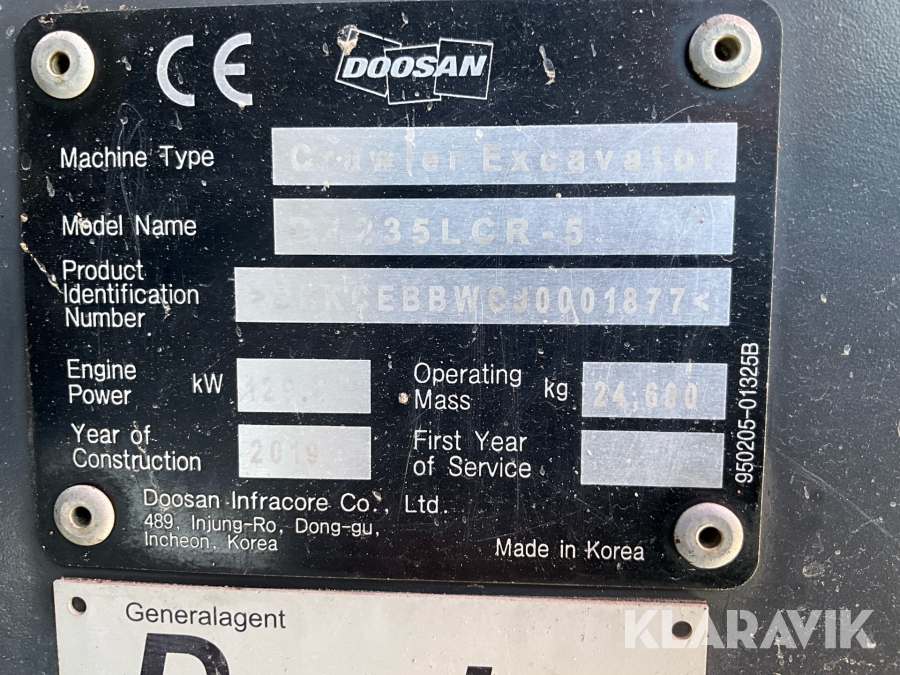 CE DOOSAN
Machine Type Crawler Excavator
Model Name DX235LCR-5
Product
Identification
Number CEBBWCJ0001877<
Engine
Power kW
Operating
Mass kg 24,600
Year of
Construction 2019
First Year
of Service
Doosan Infracore Co., Ltd.
489, Injung-Ro, Dong-gu,
Incheon, Korea
Made in Korea
950205-01325B
Generalagent
KLARAVIK